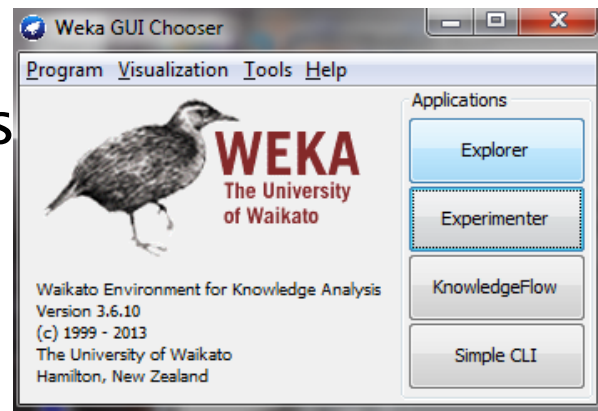 Weka GUI Chooser
Program Visualization Tools Help
s
WEKA
The University
of Waikato
Waikato Environment for Knowledge Analysis
Version 3.6.10
(c) 1999 - 2013
The University of Waikato
Hamilton, New Zealand
Applications
Explorer
Experimenter
KnowledgeFlow
Simple CLI